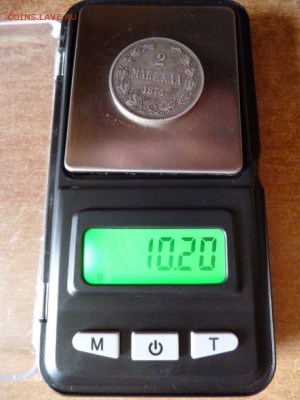 COINS.LAVE.RU
2
MARKKAA
1874
10.20
M
T